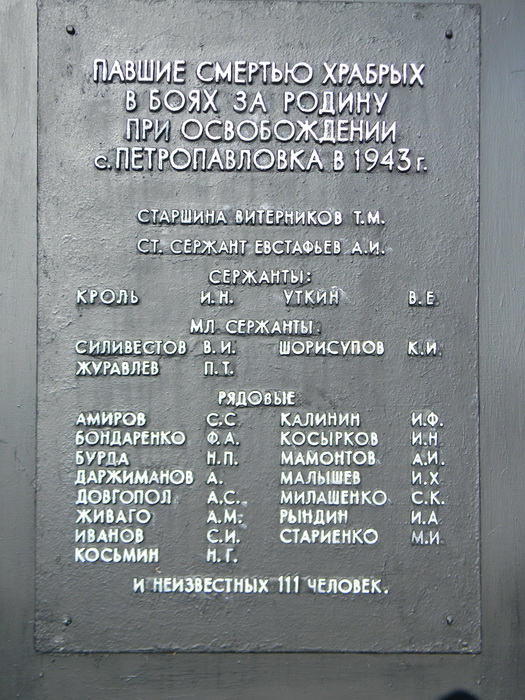 ПАВШИЕ СМЕРТЬЮ ХРАБРЫХ
В БОЯХ ЗА РОДИНУ
ПРИ ОСВОБОЖДЕНИИ
с. ПЕТРОПАВЛОВКА В 1943 г.
СТАРШИНА ВИТЕРНИКОВ Т.М.
СТ. СЕРЖАНТ ЕВСТАФЬЕВ А.И.
СЕРЖАНТЫ:
КРОЛЬ И.Н. УТКИН В.Е
МЛ СЕРЖАНТЫ:
СИЛИВЕСТОВ В.И. ШОРИСУПОВ К.И.
ЖУРАВЛЕВ П.Т.
РЯДОВЫЕ
АМИРОВ С.С КАЛИНИН И.Ф.
БОНДАРЕНКО Ф.А. КОСЫРКОВ И.Н
БУРДА Н.П. МАМОНТОВ А.И.
ДАРЖИМАНОВ А. МАЛЫШЕВ И.Х
ДОВГОПОЛ А.С. МИЛАШЕНКО С.К.
ЖИВАГО А.М. РЫНДИН И.А
ИВАНОВ С.И. СТАРИЕНКО М.И
КОСЬМИН Н.Г.
И НЕИЗВЕСТНЫХ 111 ЧЕЛОВЕК.